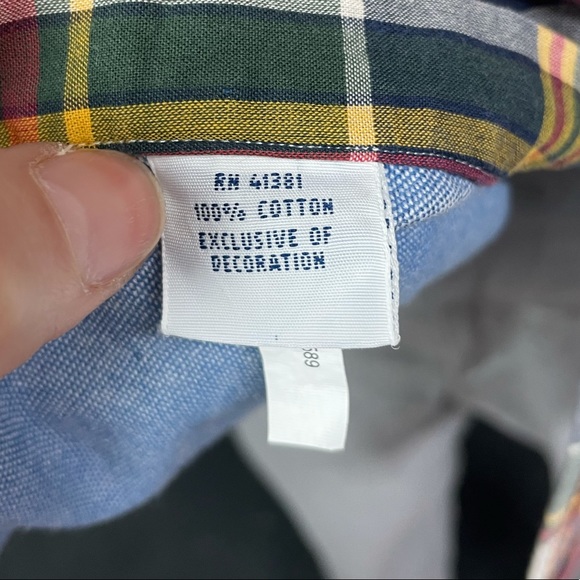 RN 41381
100% COTTON
EXCLUSIVE OF
DECORATION